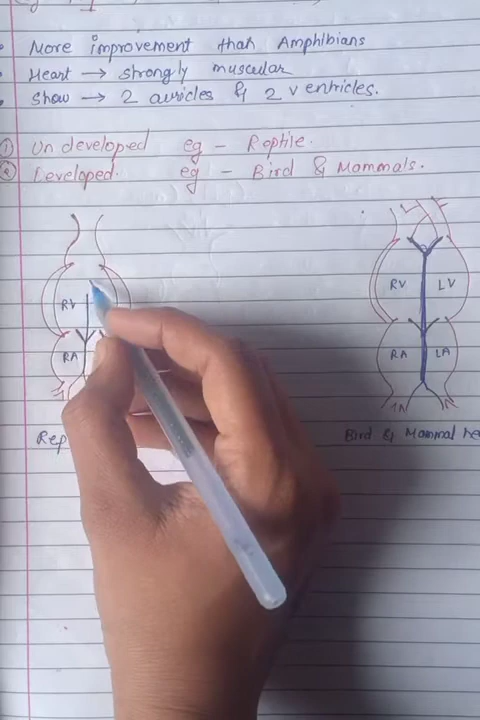 More improvement than Amphibians
Heart → strongly muscular
Show → 2 auricles & 2 ventricles.
① Undeveloped eg - Reptile.
② Developed. eg - Bird & Mammals.
RV
RA
RV LV
RA LA
Rep
Bird & Mammal he